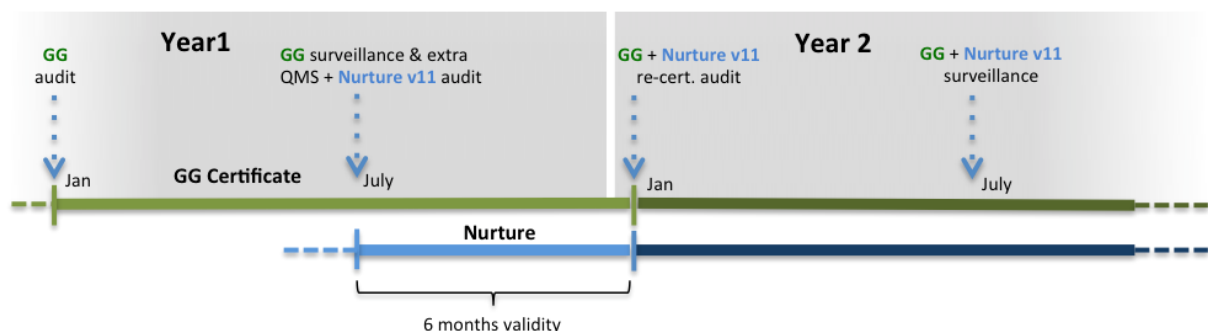 Year1
Year 2
GG
audit
GG surveillance & extra
QMS + Nurture v11 audit
GG + Nurture v11
re-cert. audit
GG + Nurture v11
surveillance
Jan
GG Certificate
July
Jan
July
Nurture
6 months validity